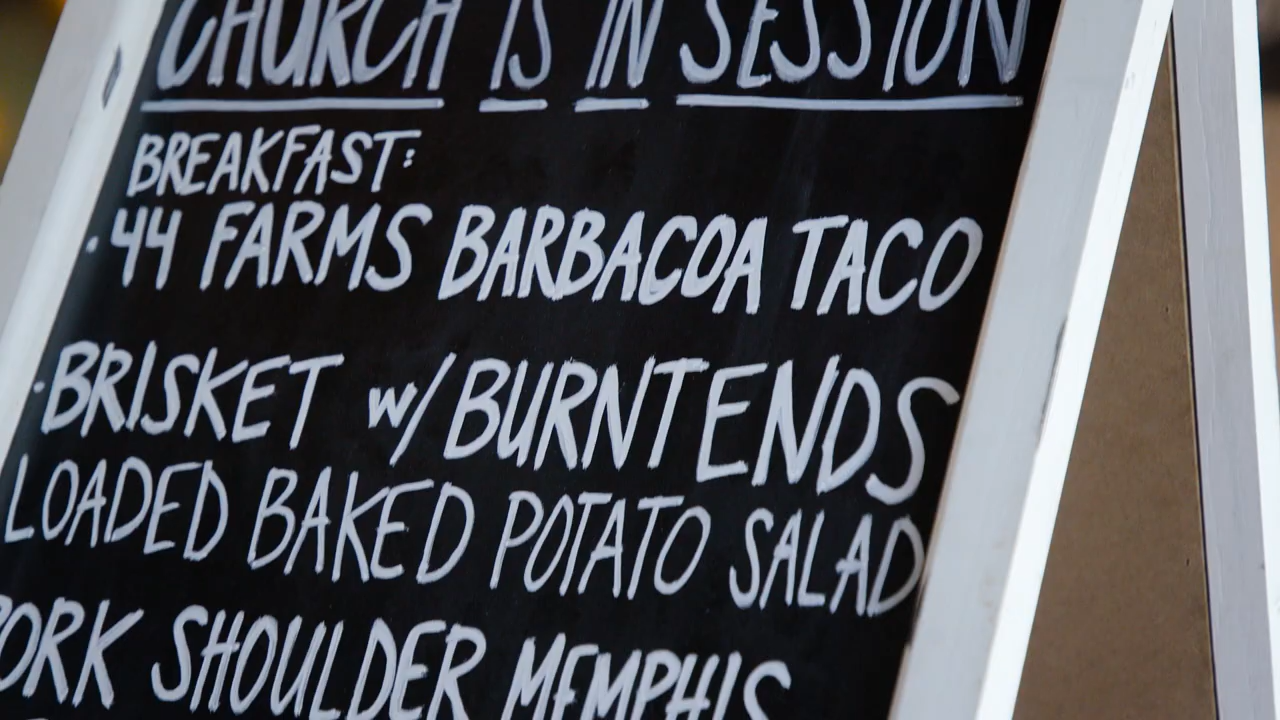 CHURCH IS IN SESSION
BREAKFAST:
· 44 FARMS BARBACOA TACO
· BRISKET w/ BURNT ENDS
LOADED BAKED POTATO SALAD
PORK SHOULDER MEMPHIS